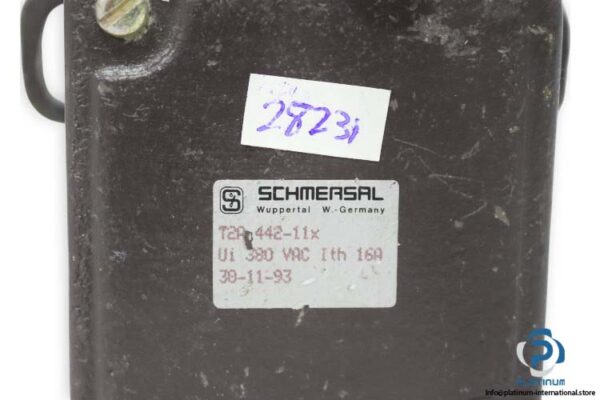 2823i
SCHMERSAL
Wuppertal W.-Germany
T2A 442-11x
Ui 380 VAC Ith 16A
30-11-93
PLATINUM
Info@platinum-international.store